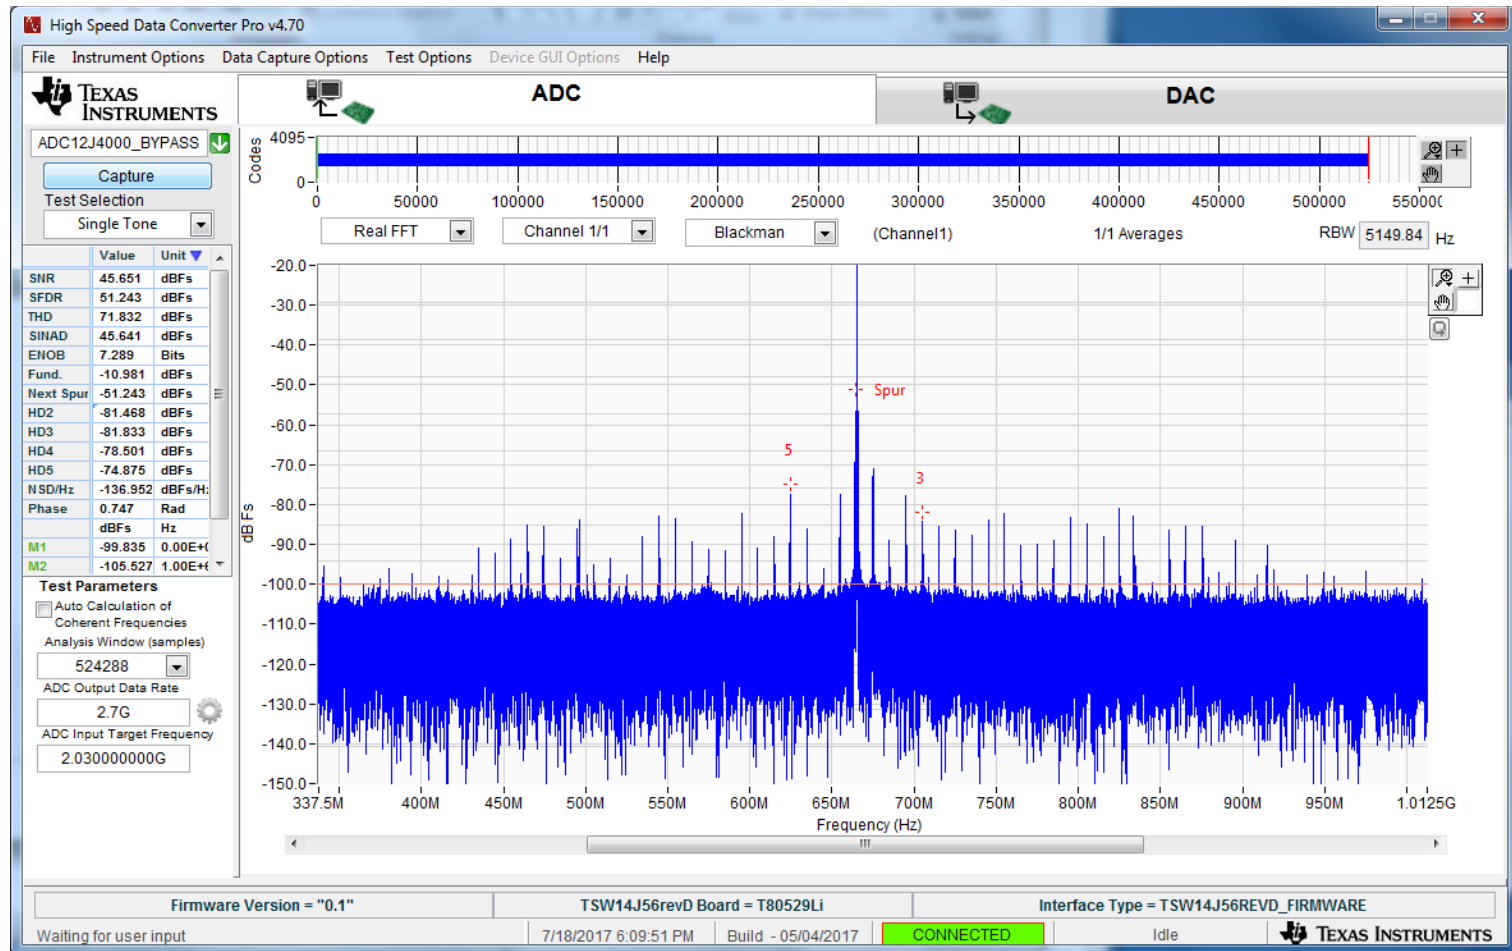 High Speed Data Converter Pro v4.70
File Instrument Options Data Capture Options Test Options Device GUI Options Help
TEXAS INSTRUMENTS
ADC
DAC
ADC12J4000_BYPASS
Capture
Test Selection
Single Tone
Codes
4095
0
0 50000 100000 150000 200000 250000 300000 350000 400000 450000 500000
Real FFT Channel 1/1 Blackman (Channel1) 1/1 Averages RBW 5149.84 Hz
Value Unit
SNR 45.651 dBFs
SFDR 51.243 dBFs
THD 71.832 dBFs
SINAD 45.641 dBFs
ENOB 7.289 Bits
Fund. -10.981 dBFs
Next Spur -51.243 dBFs
HD2 -81.468 dBFs
HD3 -81.833 dBFs
HD4 -78.501 dBFs
HD5 -74.875 dBFs
NSD/Hz -136.952 dBFs/H
Phase 0.747 Rad
dBFs Hz
M1 -99.835 0.00E+
M2 -105.527 1.00E+
Test Parameters
Auto Calculation of
Coherent Frequencies
Analysis Window (samples)
524288
ADC Output Data Rate
2.7G
ADC Input Target Frequency
2.030000000G
dBFs
-20.0
-30.0
-40.0
-50.0
-60.0
-70.0
-80.0
-90.0
-100.0
-110.0
-120.0
-130.0
-140.0
-150.0
Spur
5
3
337.5M 400M 450M 500M 550M 600M 650M 700M 750M 800M 850M 900M 950M 1.0125G
Frequency (Hz)
Firmware Version = "0.1" TSW14J56revD Board = T80529Li Interface Type = TSW14J56REVD_FIRMWARE
Waiting for user input 7/18/2017 6:09:51 PM Build - 05/04/2017 CONNECTED Idle TEXAS INSTRUMENTS